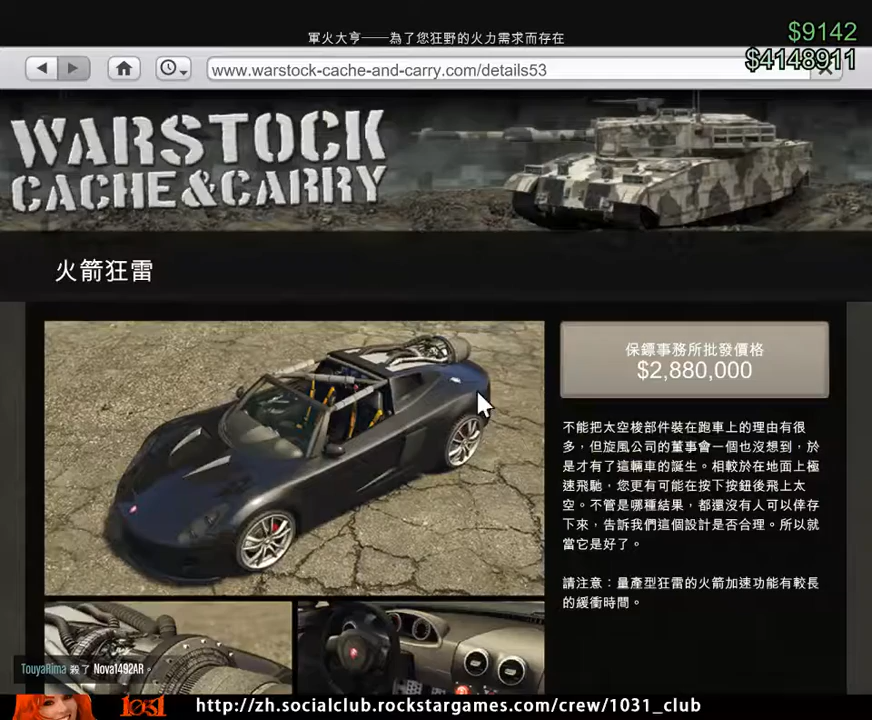 $9142
軍火大亨——為了您狂野的火力需求而存在
$4148911
www.warstock-cache-and-carry.com/details53
WARSTOCK
CACHE&CARRY
火箭狂雷
保鏢事務所批發價格
$2,880,000
不能把太空梭部件裝在跑車上的理由有很
多，但旋風公司的董事會一個也沒想到，於
是才有了這輛車的誕生。相較於在地面上極
速飛馳，您更有可能在按下按鈕後飛上太
空。不管是哪種結果，都還沒有人可以倖存
下來，告訴我們這個設計是否合理。所以就
當它是好了。
請注意：量產型狂雷的火箭加速功能有較長
的緩衝時間。
TouyaRima 殺了 Nova1492AR。
1031
http://zh.socialclub.rockstargames.com/crew/1031_club